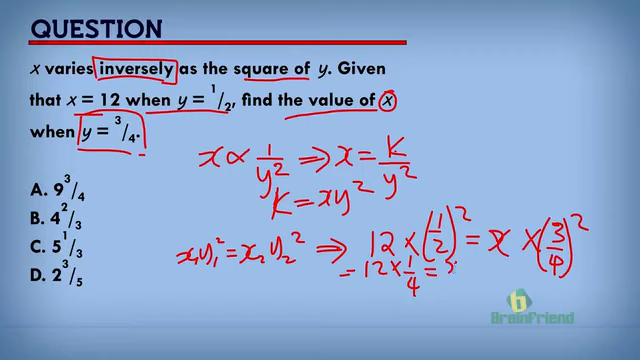 QUESTION
x varies inversely as the square of y. Given
that x = 12 when y = 1/2, find the value of x
when y = 3/4.
A. 9 3/4
B. 4 2/3
C. 5 1/3
D. 2 3/5
x ∝ 1/y² ⇒ x = K/y²
K = xy²
x₁y₁² = x₂y₂² ⇒ 12 × (1/2)² = x × (3/4)²
= 12 × 1/4 = 3
b
BrainFriend